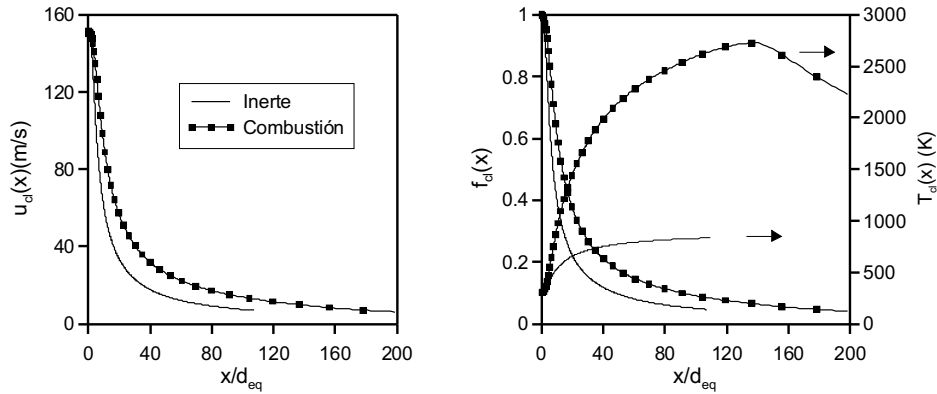 160
120
80
40
0
u_cl(x)(m/s)
Inerte
Combustión
0 40 80 120 160 200
x/d_eq
1
0.8
0.6
0.4
0.2
0
f_cl(x)
3000
2500
2000
1500
1000
500
0
T_cl(x) (K)
0 40 80 120 160 200
x/d_eq